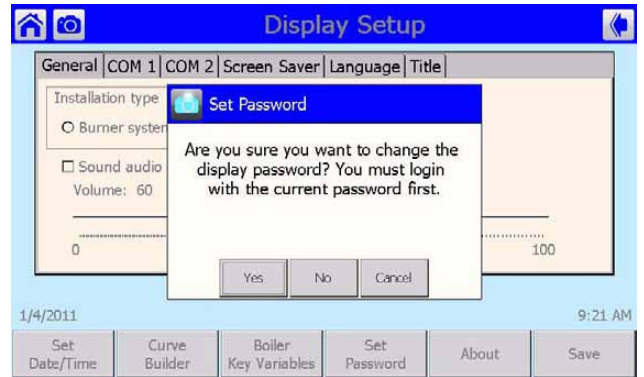 Display Setup
General COM 1 COM 2 Screen Saver Language Title
Installation type
Burner system
Sound audio
Volume: 60
0
100
Set Password
Are you sure you want to change the
display password? You must login
with the current password first.
Yes No Cancel
1/4/2011 9:21 AM
Set Date/Time
Curve Builder
Boiler Key Variables
Set Password
About
Save